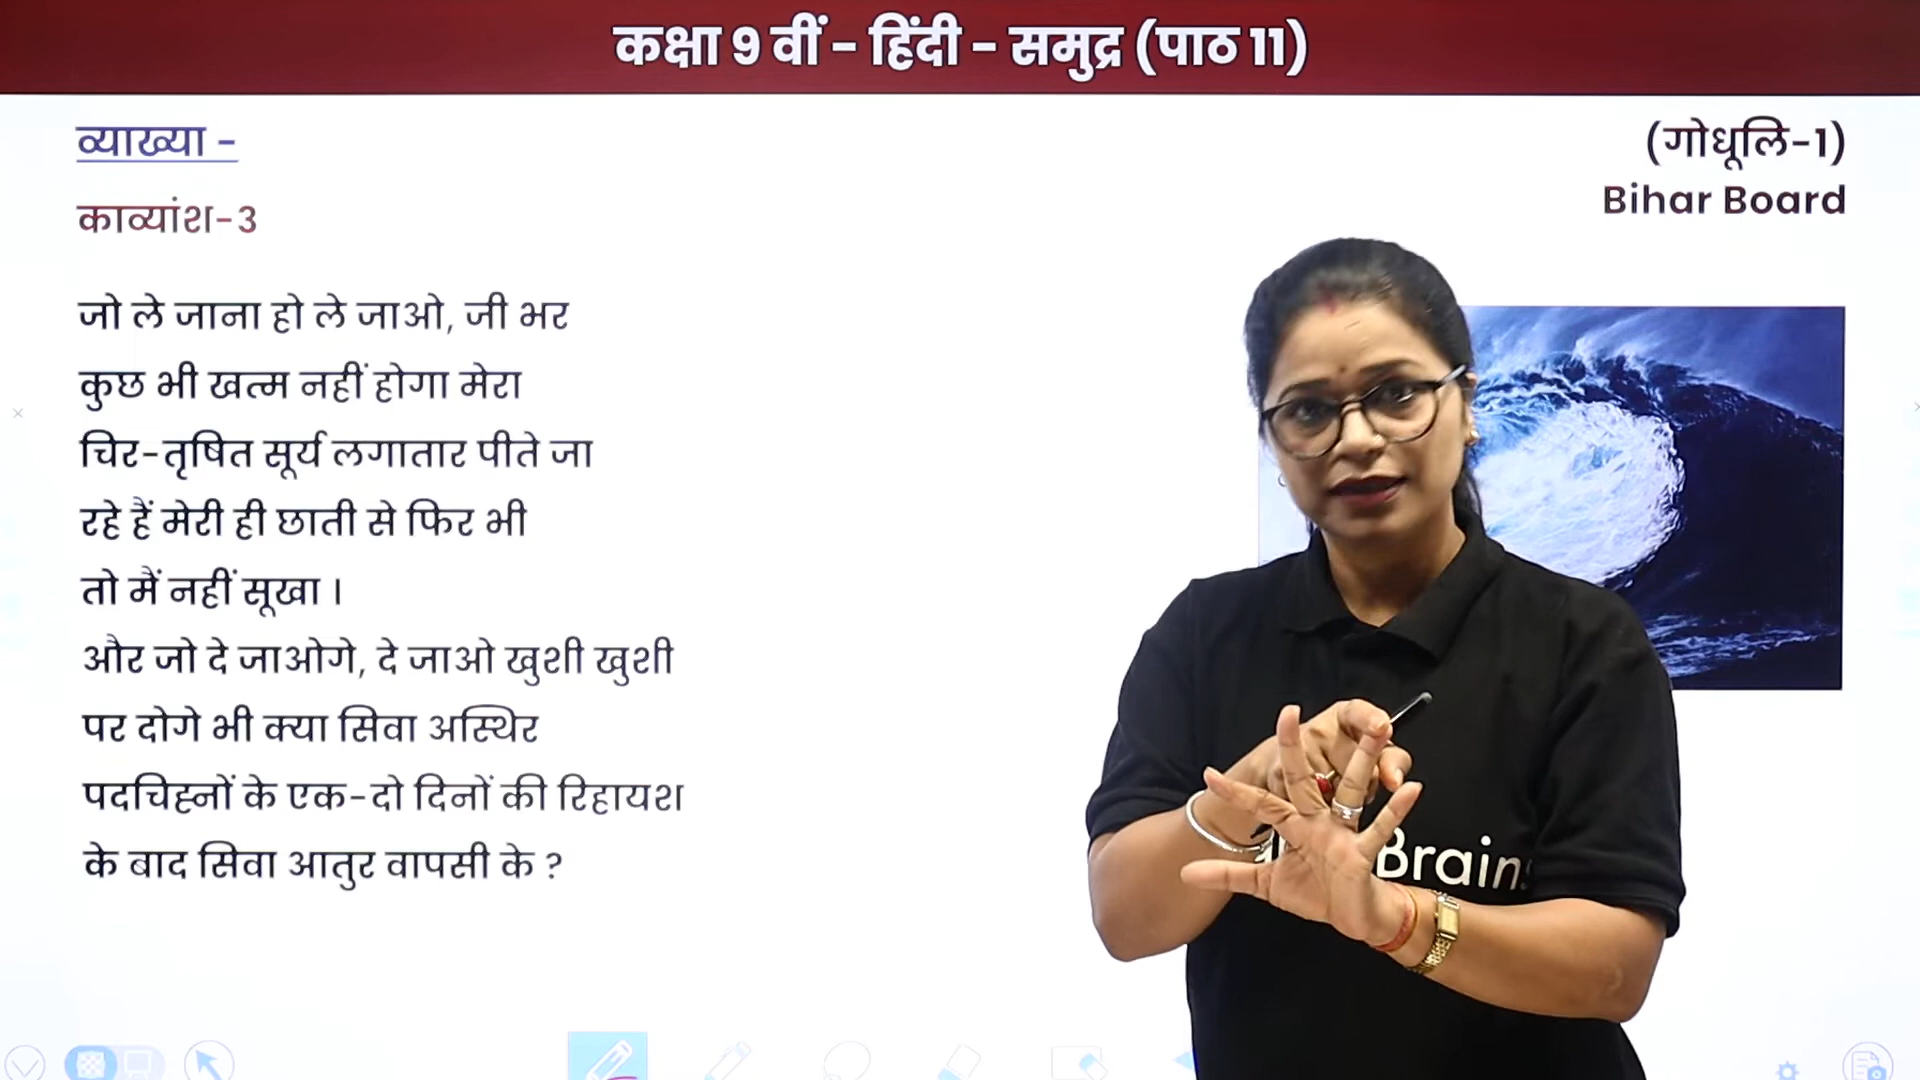 कक्षा 9 वीं - हिंदी - समुद्र (पाठ 11)
व्याख्या -
(गोधूलि-1)
Bihar Board
काव्यांश-3
जो ले जाना हो ले जाओ, जी भर
कुछ भी खत्म नहीं होगा मेरा
चिर-तृषित सूर्य लगातार पीते जा
रहे हैं मेरी ही छाती से फिर भी
तो मैं नहीं सूखा ।
और जो दे जाओगे, दे जाओ खुशी खुशी
पर दोगे भी क्या सिवा अस्थिर
पदचिह्नों के एक-दो दिनों की रिहायश
के बाद सिवा आतुर वापसी के ?
Brains